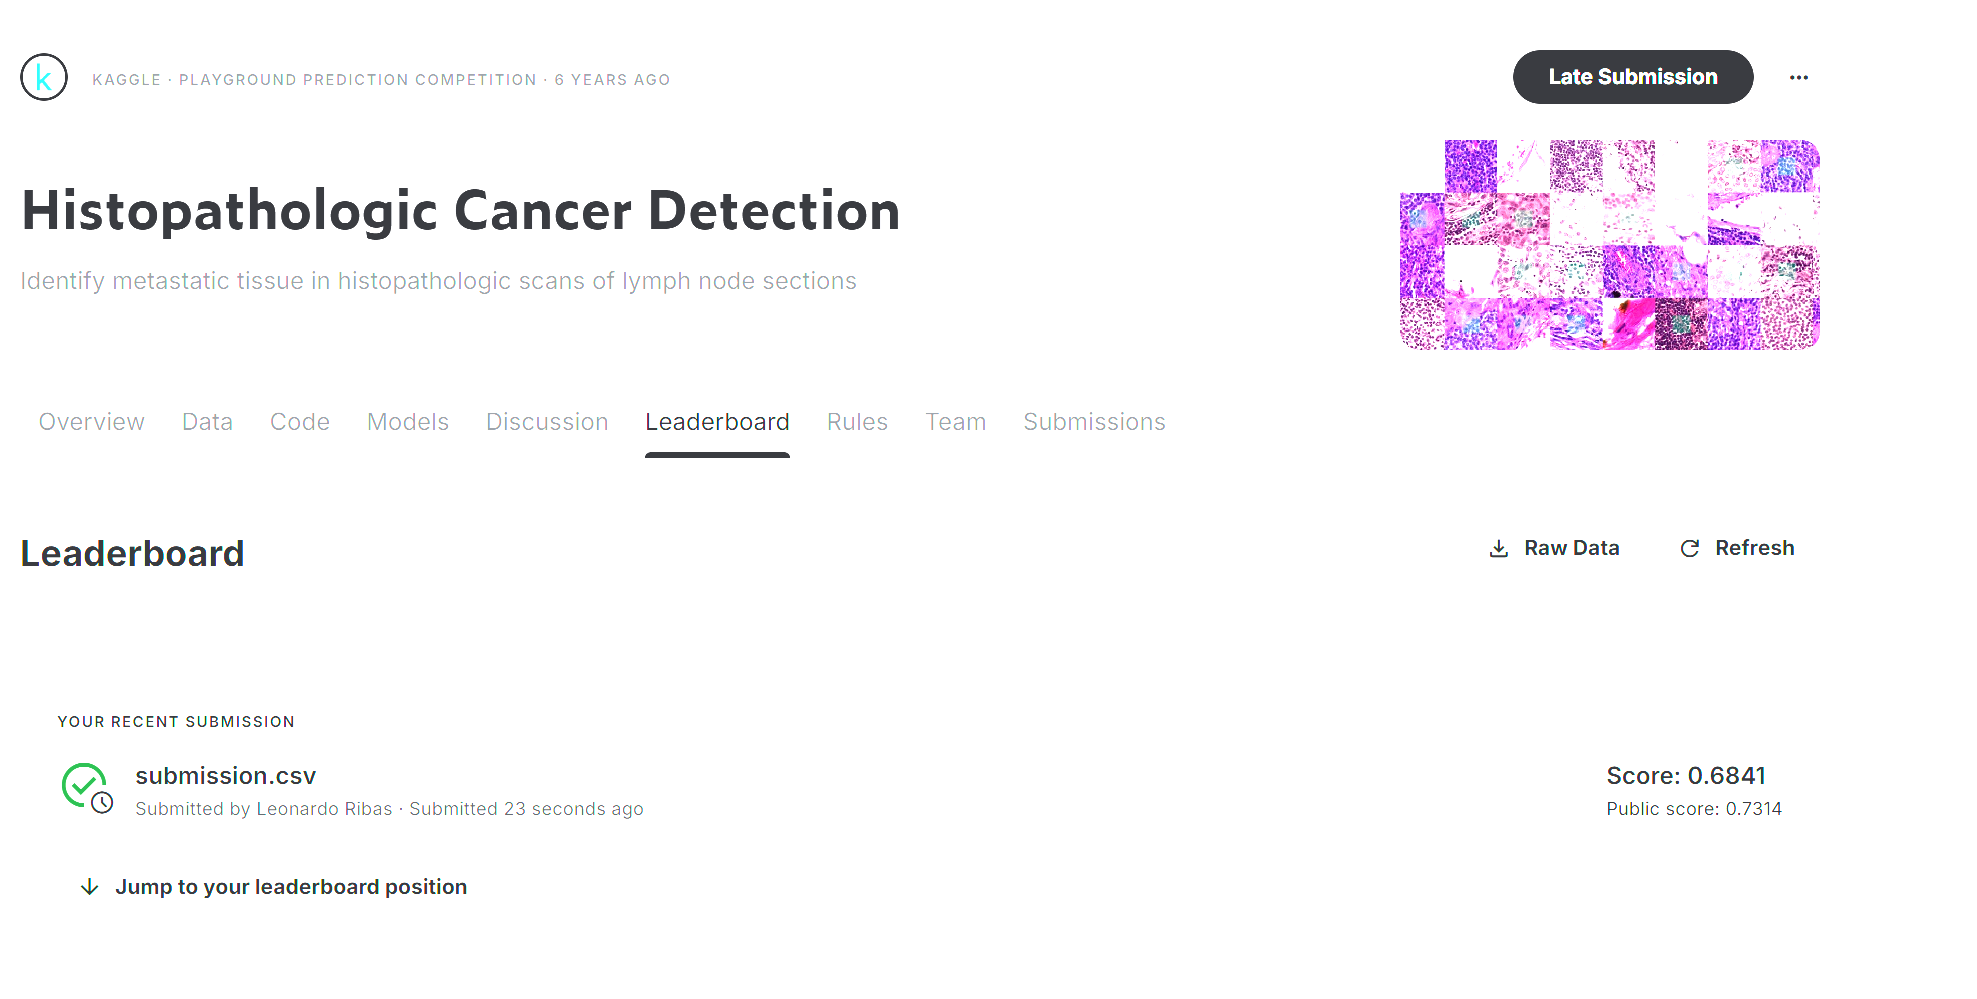 k
KAGGLE · PLAYGROUND PREDICTION COMPETITION · 6 YEARS AGO
Late Submission
Histopathologic Cancer Detection
Identify metastatic tissue in histopathologic scans of lymph node sections
Overview Data Code Models Discussion Leaderboard Rules Team Submissions
Leaderboard
Raw Data Refresh
YOUR RECENT SUBMISSION
submission.csv
Submitted by Leonardo Ribas · Submitted 23 seconds ago
Score: 0.6841
Public score: 0.7314
Jump to your leaderboard position